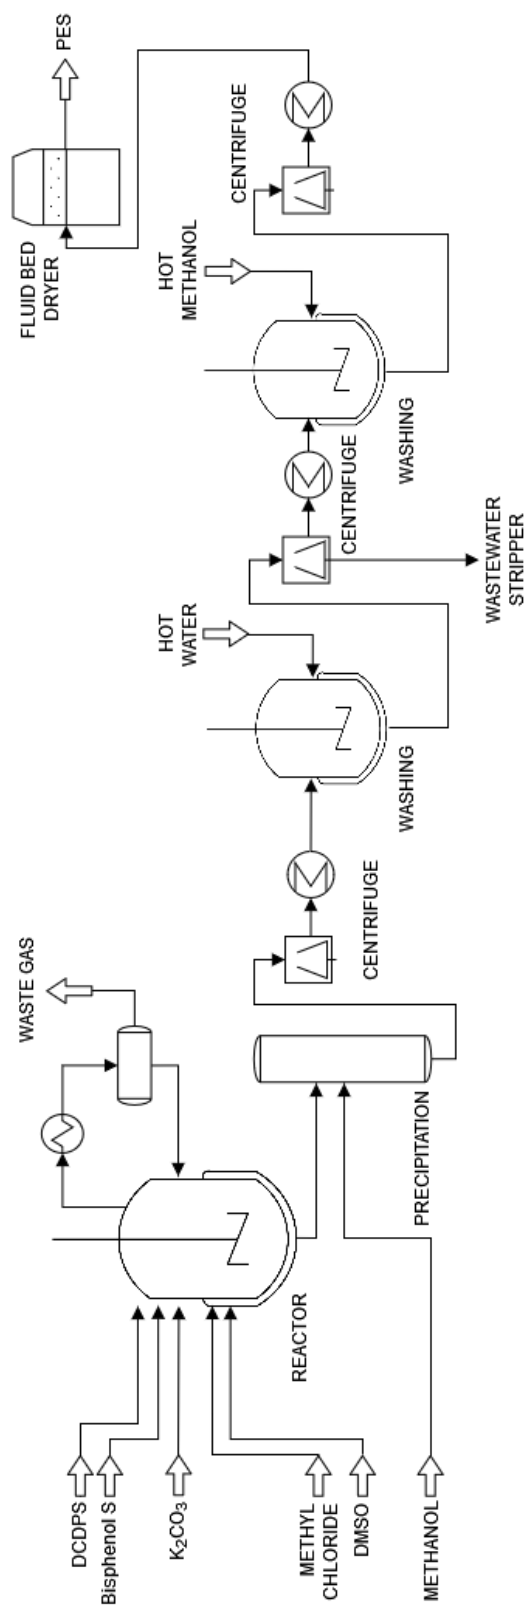 DCDPS
Bisphenol S
K₂CO₃
METHYL
CHLORIDE
DMSO
METHANOL
REACTOR
WASTE GAS
PRECIPITATION
CENTRIFUGE
WASHING
HOT
WATER
CENTRIFUGE
WASTEWATER
STRIPPER
WASHING
HOT
METHANOL
CENTRIFUGE
FLUID BED
DRYER
PES